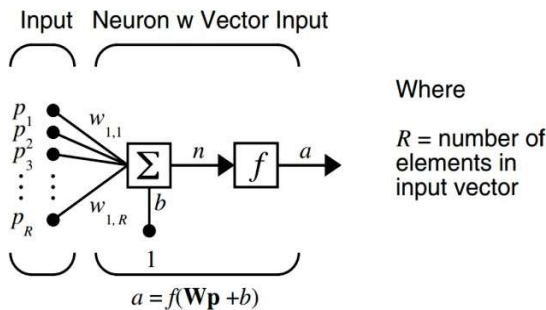 Input Neuron w Vector Input
Where
R = number of
elements in
input vector
p1
p2
p3
pR
w1,1
w1, R
Σ
n
f
a
b
1
a = f(Wp +b)